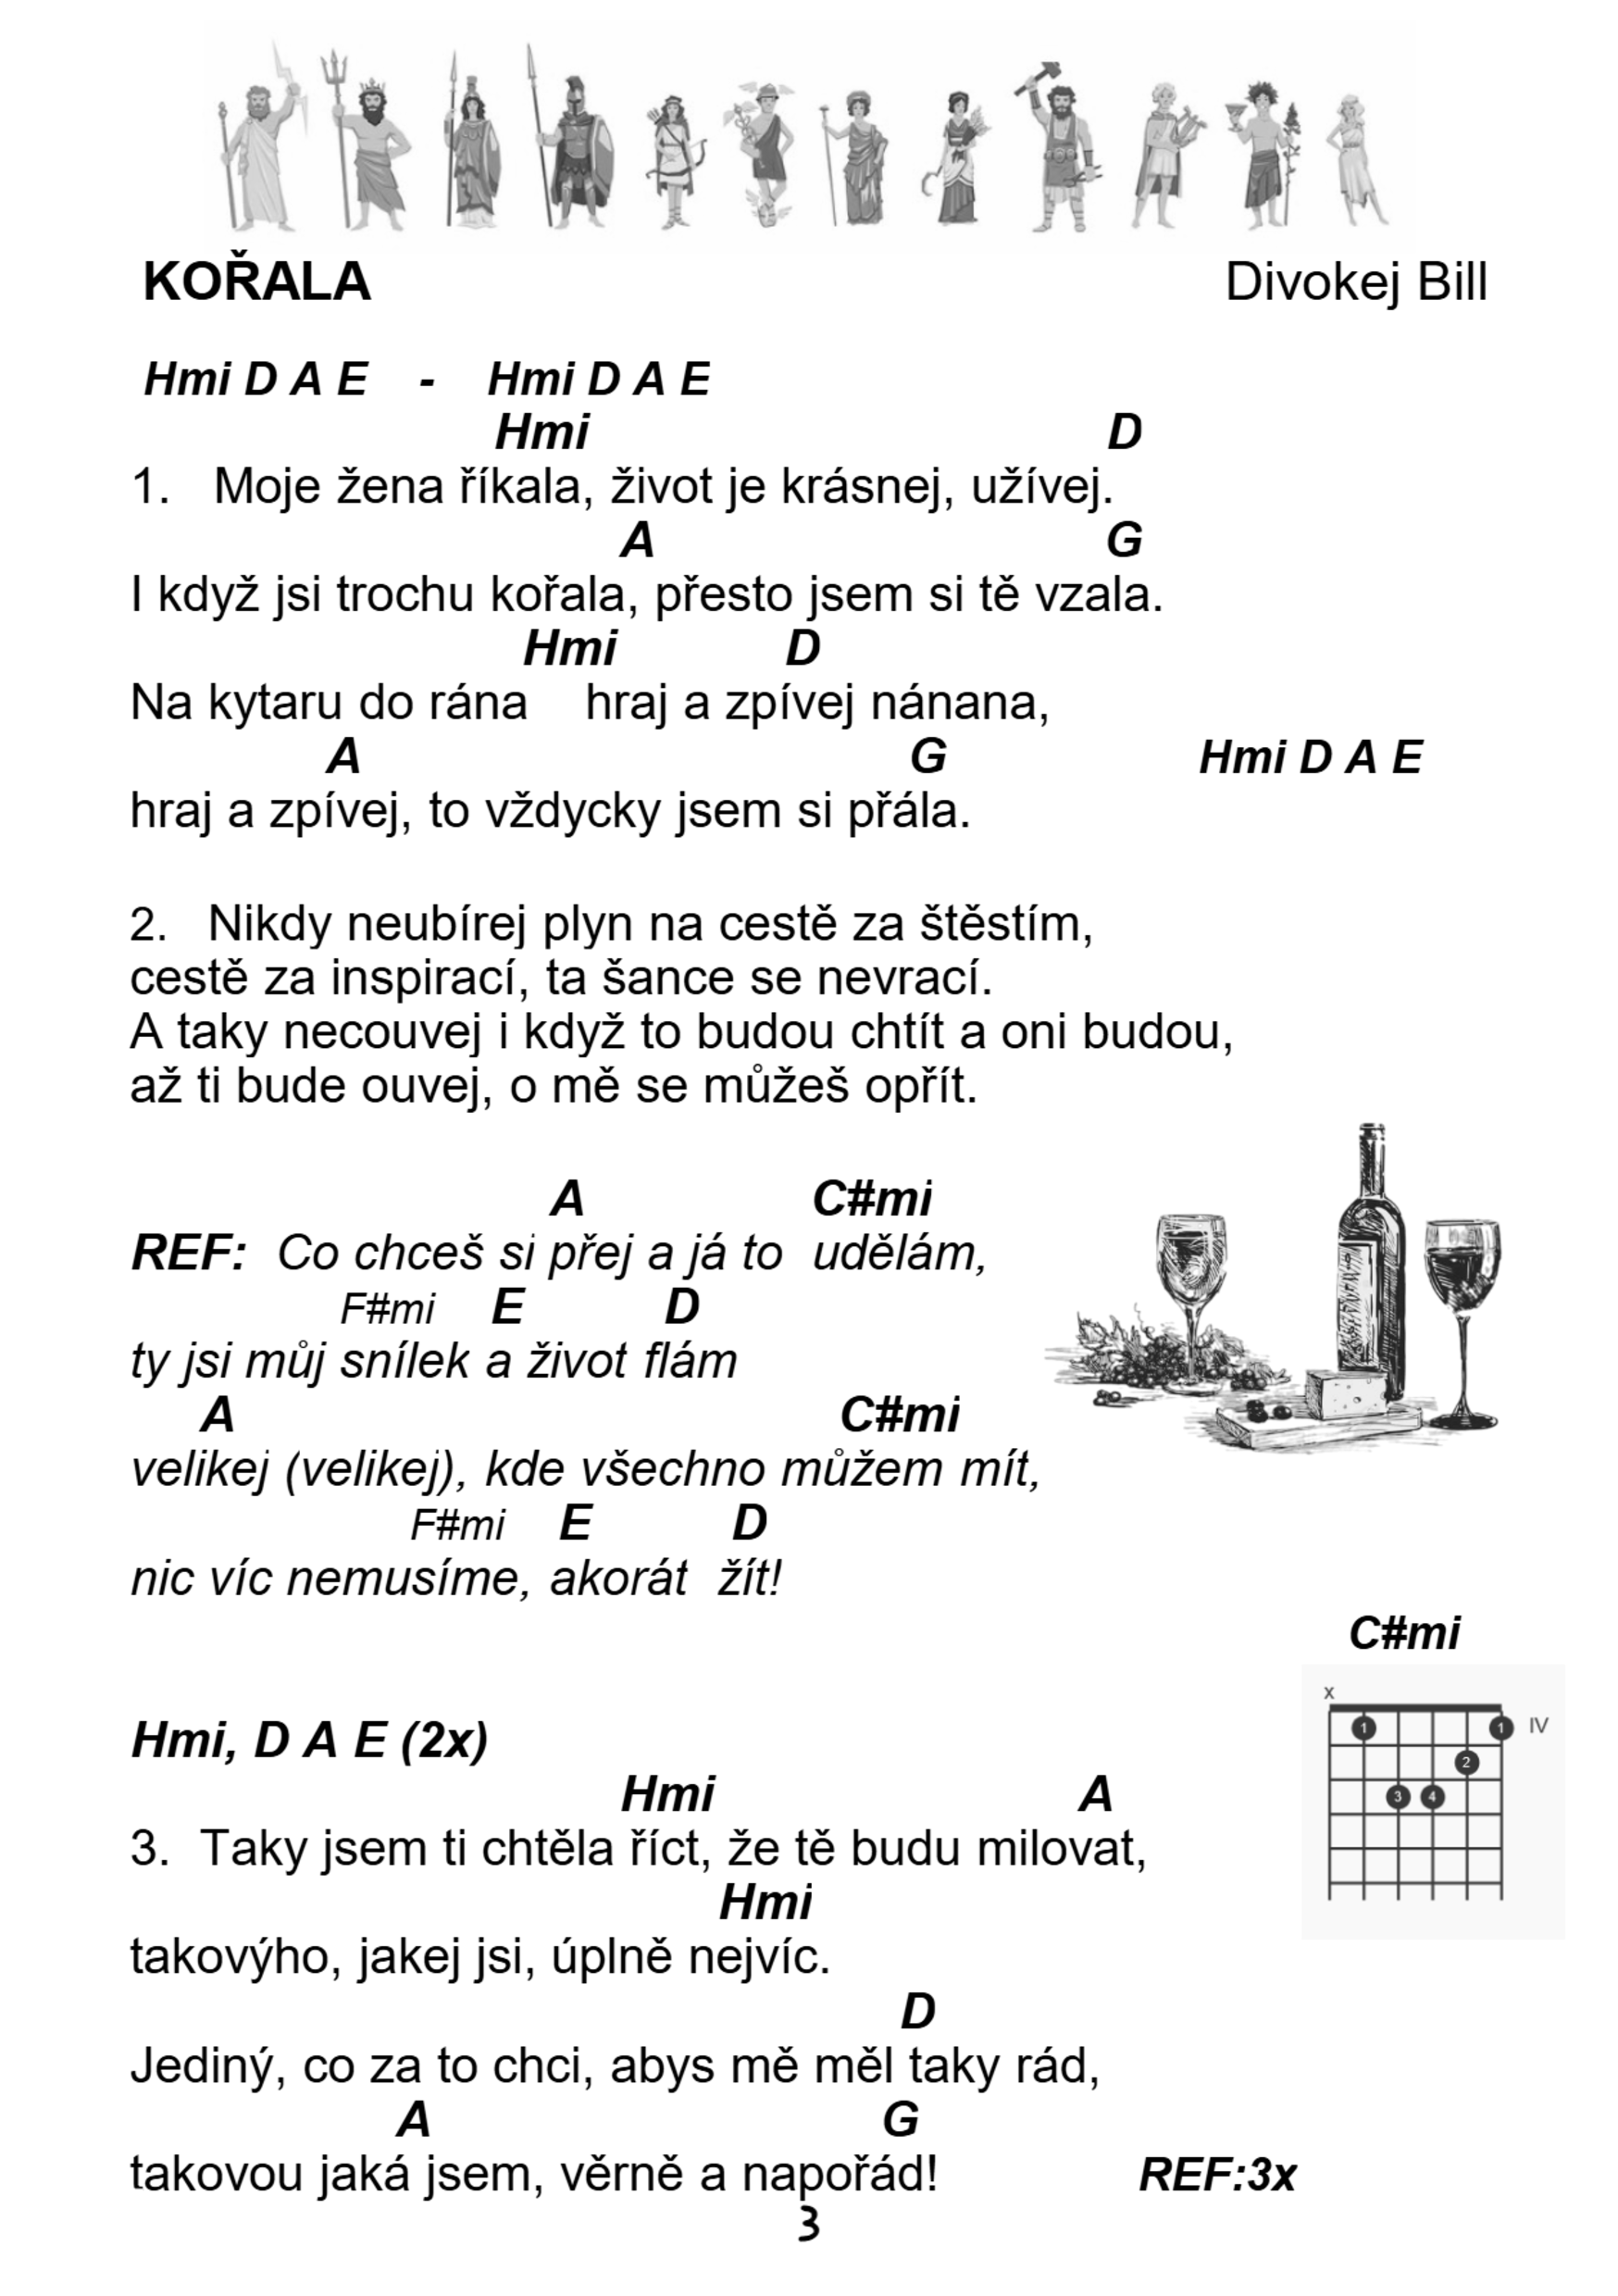 KOŘALA Divokej Bill
Hmi D A E - Hmi D A E
Hmi D
1. Moje žena říkala, život je krásnej, užívej.
A G
I když jsi trochu kořala, přesto jsem si tě vzala.
Hmi D
Na kytaru do rána hraj a zpívej nánana,
A G Hmi D A E
hraj a zpívej, to vždycky jsem si přála.
2. Nikdy neubírej plyn na cestě za štěstím,
cestě za inspirací, ta šance se nevrací.
A taky necouvej i když to budou chtít a oni budou,
až ti bude ouvej, o mě se můžeš opřít.
A C#mi
REF: Co chceš si přej a já to udělám,
F#mi E D
ty jsi můj snílek a život flám
A C#mi
velikej (velikej), kde všechno můžem mít,
F#mi E D
nic víc nemusíme, akorát žít!
C#mi
x
1 1 IV
2
3 4
Hmi, D A E (2x)
Hmi A
3. Taky jsem ti chtěla říct, že tě budu milovat,
Hmi
takovýho, jakej jsi, úplně nejvíc.
D
Jediný, co za to chci, abys mě měl taky rád,
A G
takovou jaká jsem, věrně a napořád! REF:3x
3